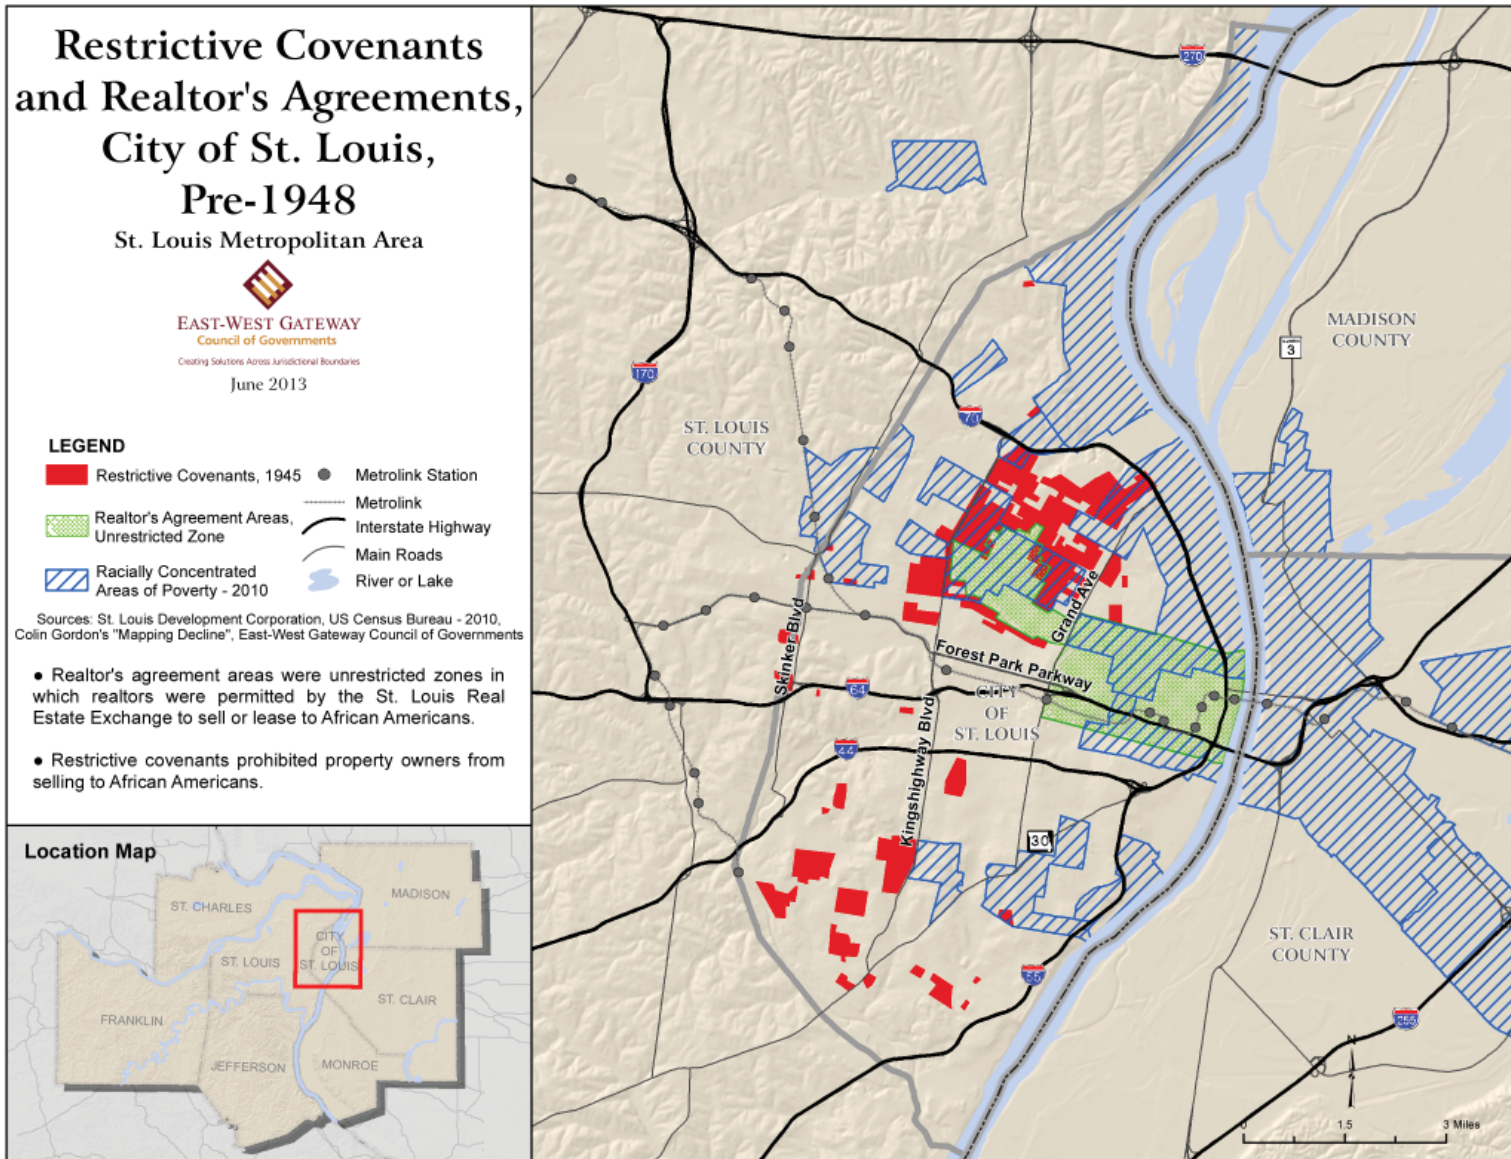 Restrictive Covenants
and Realtor's Agreements,
City of St. Louis,
Pre-1948
St. Louis Metropolitan Area
EAST-WEST GATEWAY
Council of Governments
Creating Solutions Across Jurisdictional Boundaries
June 2013
LEGEND
Restrictive Covenants, 1945
Realtor's Agreement Areas,
Unrestricted Zone
Racially Concentrated
Areas of Poverty - 2010
Metrolink Station
Metrolink
Interstate Highway
Main Roads
River or Lake
Sources: St. Louis Development Corporation, US Census Bureau - 2010,
Colin Gordon's "Mapping Decline", East-West Gateway Council of Governments
● Realtor's agreement areas were unrestricted zones in
which realtors were permitted by the St. Louis Real
Estate Exchange to sell or lease to African Americans.
● Restrictive covenants prohibited property owners from
selling to African Americans.
Location Map
ST. CHARLES
MADISON
CITY
OF
ST. LOUIS
ST. LOUIS
ST. CLAIR
FRANKLIN
JEFFERSON
MONROE
270
MADISON
COUNTY
3
170
70
ST. LOUIS
COUNTY
Grand Ave
Skinker Blvd
Forest Park Parkway
64
CITY
OF
ST. LOUIS
44
Kingshighway Blvd
30
ST. CLAIR
COUNTY
55
255
N
0
1.5
3 Miles